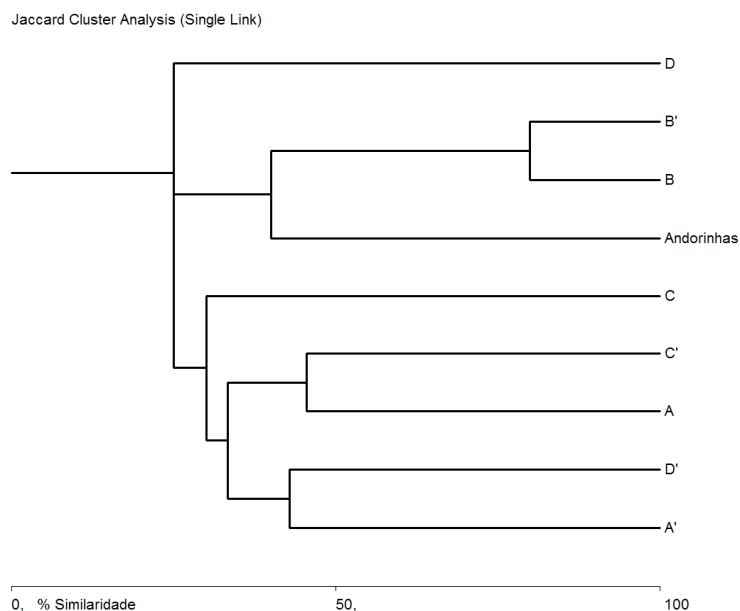 Jaccard Cluster Analysis (Single Link)
D
B'
B
Andorinhas
C
C'
A
D'
A'
0, % Similaridade 50, 100